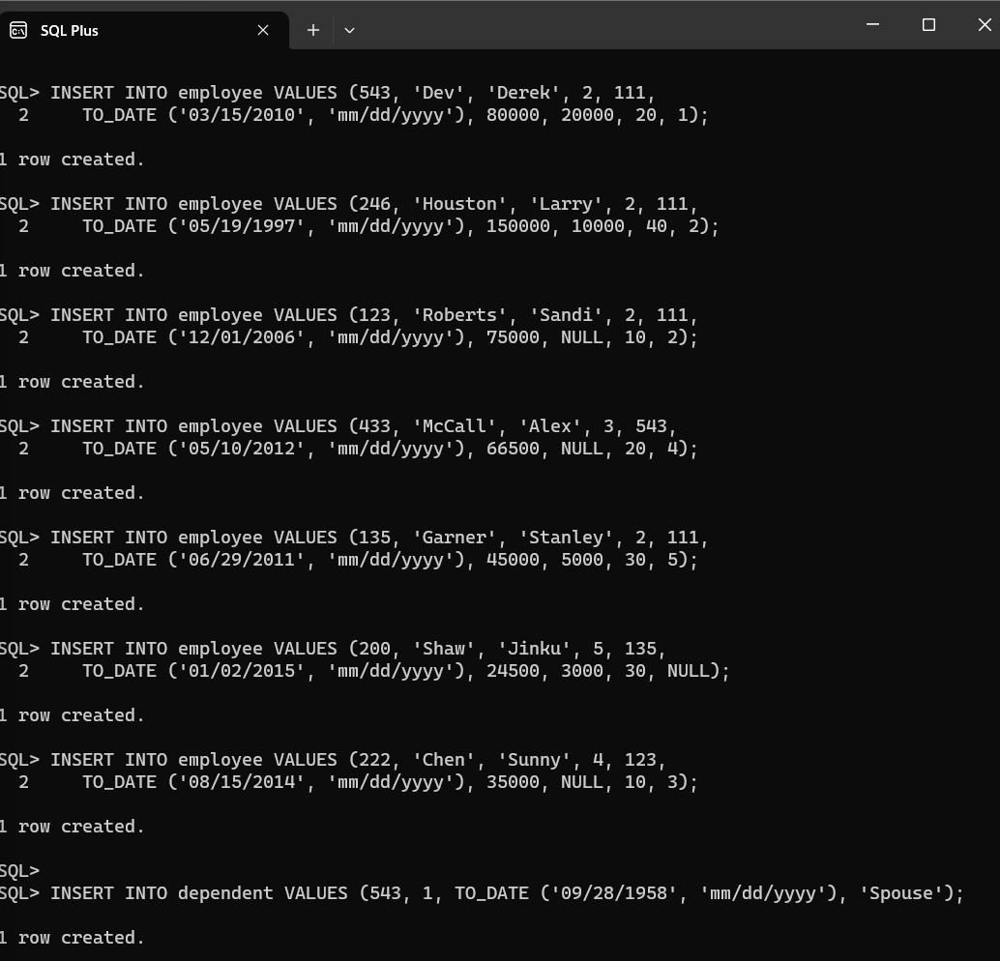 SQL Plus
SQL> INSERT INTO employee VALUES (543, 'Dev', 'Derek', 2, 111,
  2     TO_DATE ('03/15/2010', 'mm/dd/yyyy'), 80000, 20000, 20, 1);
1 row created.
SQL> INSERT INTO employee VALUES (246, 'Houston', 'Larry', 2, 111,
  2     TO_DATE ('05/19/1997', 'mm/dd/yyyy'), 150000, 10000, 40, 2);
1 row created.
SQL> INSERT INTO employee VALUES (123, 'Roberts', 'Sandi', 2, 111,
  2     TO_DATE ('12/01/2006', 'mm/dd/yyyy'), 75000, NULL, 10, 2);
1 row created.
SQL> INSERT INTO employee VALUES (433, 'McCall', 'Alex', 3, 543,
  2     TO_DATE ('05/10/2012', 'mm/dd/yyyy'), 66500, NULL, 20, 4);
1 row created.
SQL> INSERT INTO employee VALUES (135, 'Garner', 'Stanley', 2, 111,
  2     TO_DATE ('06/29/2011', 'mm/dd/yyyy'), 45000, 5000, 30, 5);
1 row created.
SQL> INSERT INTO employee VALUES (200, 'Shaw', 'Jinku', 5, 135,
  2     TO_DATE ('01/02/2015', 'mm/dd/yyyy'), 24500, 3000, 30, NULL);
1 row created.
SQL> INSERT INTO employee VALUES (222, 'Chen', 'Sunny', 4, 123,
  2     TO_DATE ('08/15/2014', 'mm/dd/yyyy'), 35000, NULL, 10, 3);
1 row created.
SQL>
SQL> INSERT INTO dependent VALUES (543, 1, TO_DATE ('09/28/1958', 'mm/dd/yyyy'), 'Spouse');
1 row created.